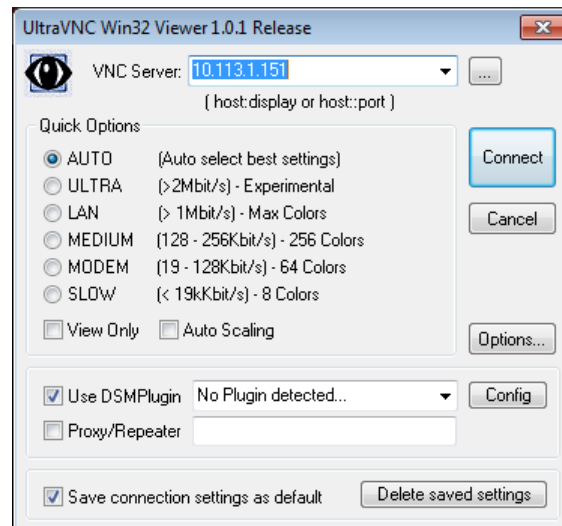 UltraVNC Win32 Viewer 1.0.1 Release
VNC Server: 10.113.1.151 ...
( host:display or host::port )
Quick Options
AUTO (Auto select best settings)
ULTRA (>2Mbit/s) - Experimental
LAN (> 1Mbit/s) - Max Colors
MEDIUM (128 - 256Kbit/s) - 256 Colors
MODEM (19 - 128Kbit/s) - 64 Colors
SLOW (< 19kKbit/s) - 8 Colors
View Only Auto Scaling
Connect
Cancel
Options...
Use DSMPlugin No Plugin detected... Config
Proxy/Repeater
Save connection settings as default Delete saved settings